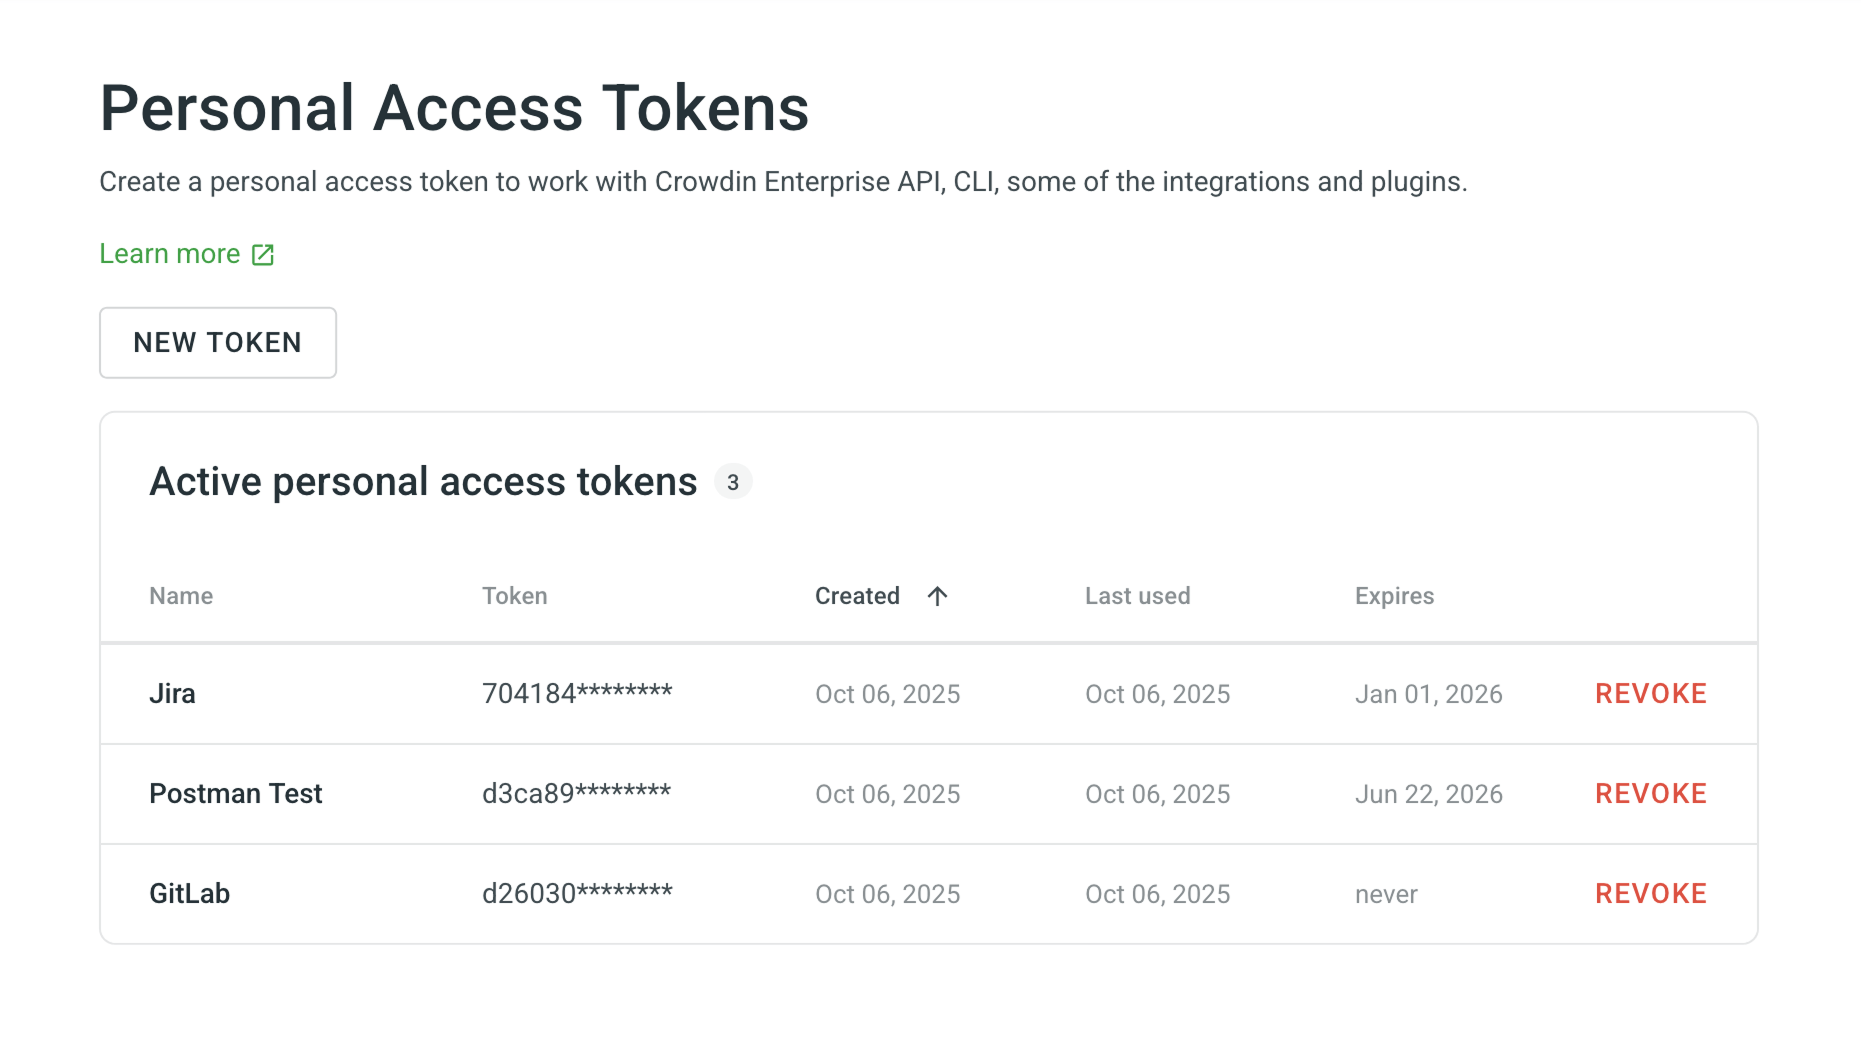 Personal Access Tokens
Create a personal access token to work with Crowdin Enterprise API, CLI, some of the integrations and plugins.
Learn more
NEW TOKEN
Active personal access tokens 3
Name Token Created Last used Expires
Jira 704184******** Oct 06, 2025 Oct 06, 2025 Jan 01, 2026 REVOKE
Postman Test d3ca89******** Oct 06, 2025 Oct 06, 2025 Jun 22, 2026 REVOKE
GitLab d26030******** Oct 06, 2025 Oct 06, 2025 never REVOKE